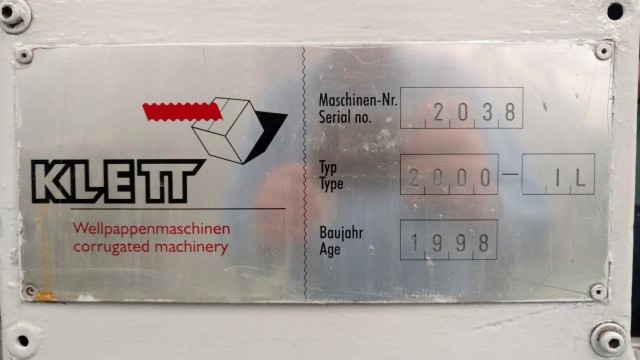 KLETT
Wellpappenmaschinen
corrugated machinery
Maschinen-Nr.
Serial no.
2038
Typ
Type
2000 - IL
Baujahr
Age
1998